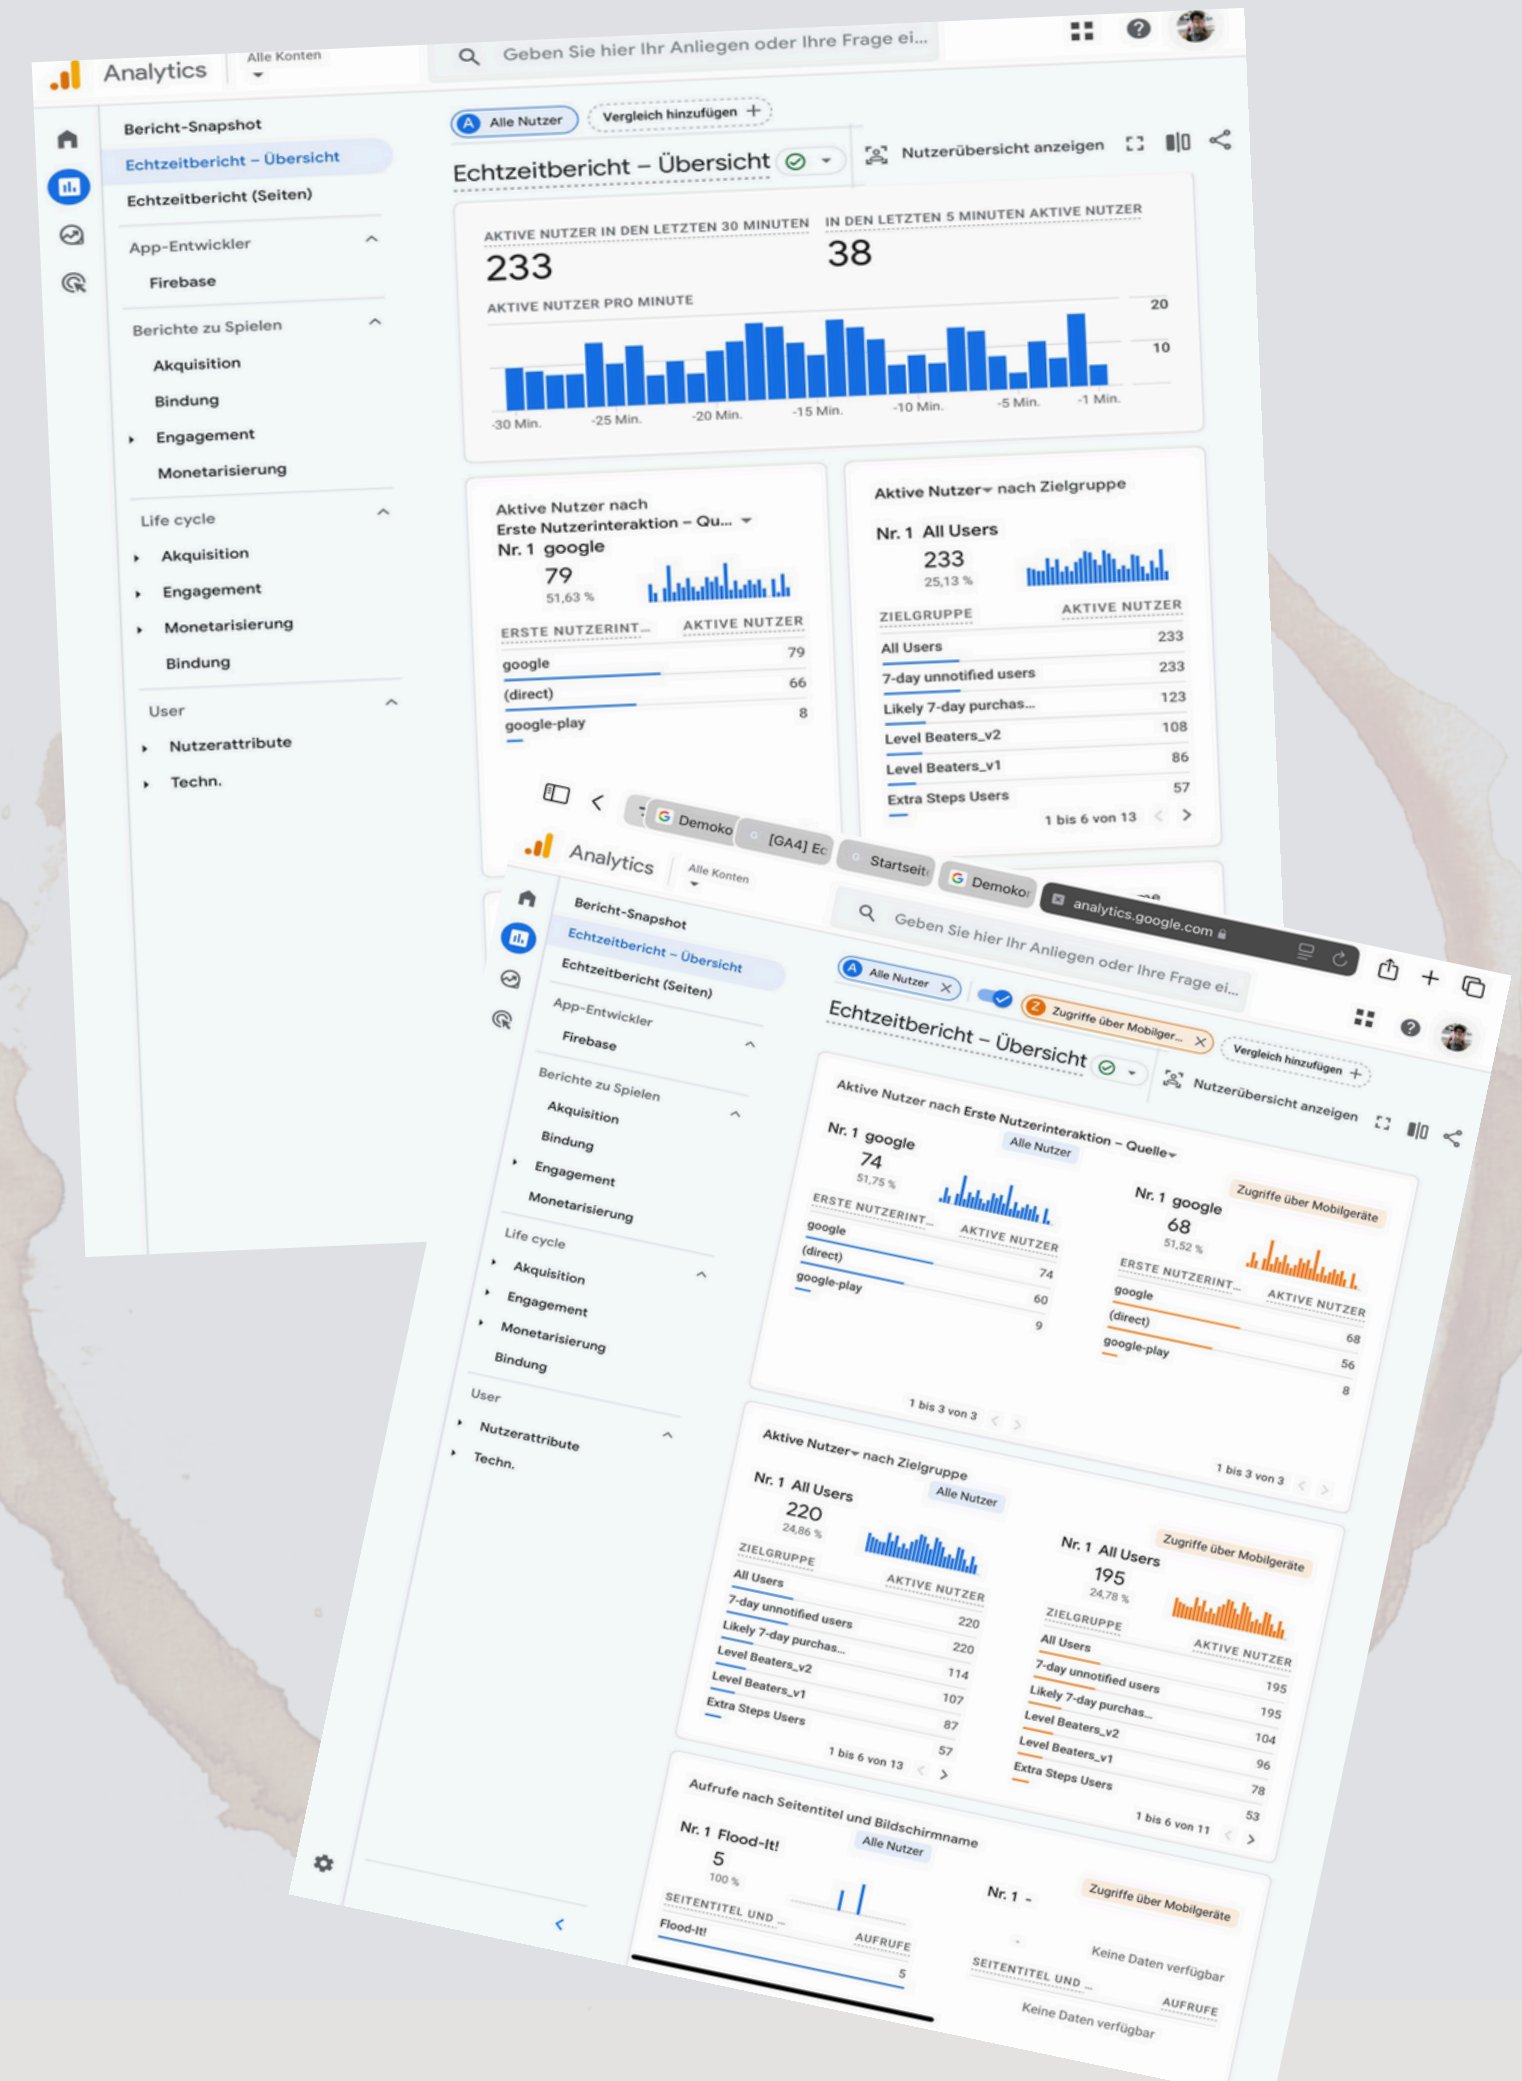 Analytics
Alle Konten
Geben Sie hier Ihr Anliegen oder Ihre Frage ei...
Bericht-Snapshot
Echtzeitbericht – Übersicht
Echtzeitbericht (Seiten)
App-Entwickler
Firebase
Berichte zu Spielen
Akquisition
Bindung
Engagement
Monetarisierung
Life cycle
Akquisition
Engagement
Monetarisierung
Bindung
User
Nutzerattribute
Techn.
A Alle Nutzer
Vergleich hinzufügen +
Echtzeitbericht – Übersicht
Nutzerübersicht anzeigen
AKTIVE NUTZER IN DEN LETZTEN 30 MINUTEN
233
IN DEN LETZTEN 5 MINUTEN AKTIVE NUTZER
38
AKTIVE NUTZER PRO MINUTE
20
10
-30 Min. -25 Min. -20 Min. -15 Min. -10 Min. -5 Min. -1 Min.
Aktive Nutzer nach
Erste Nutzerinteraktion – Qu...
Nr. 1 google
79
51,63 %
ERSTE NUTZERINT... AKTIVE NUTZER
google 79
(direct) 66
google-play 8
Aktive Nutzer nach Zielgruppe
Nr. 1 All Users
233
25,13 %
ZIELGRUPPE AKTIVE NUTZER
All Users 233
7-day unnotified users 233
Likely 7-day purchas... 123
Level Beaters_v2 108
Level Beaters_v1 86
Extra Steps Users 57
1 bis 6 von 13
Demoko
[GA4] Ec
Startseit
Demoko
analytics.google.com
Analytics
Alle Konten
Geben Sie hier Ihr Anliegen oder Ihre Frage ei...
Bericht-Snapshot
Echtzeitbericht – Übersicht
Echtzeitbericht (Seiten)
App-Entwickler
Firebase
Berichte zu Spielen
Akquisition
Bindung
Engagement
Monetarisierung
Life cycle
Akquisition
Engagement
Monetarisierung
Bindung
User
Nutzerattribute
Techn.
A Alle Nutzer
Z Zugriffe über Mobilger...
Vergleich hinzufügen +
Echtzeitbericht – Übersicht
Nutzerübersicht anzeigen
Aktive Nutzer nach Erste Nutzerinteraktion – Quelle
Alle Nutzer
Nr. 1 google
74
51,75 %
ERSTE NUTZERINT... AKTIVE NUTZER
google 74
(direct) 60
google-play 9
1 bis 3 von 3
Zugriffe über Mobilgeräte
Nr. 1 google
68
51,52 %
ERSTE NUTZERINT... AKTIVE NUTZER
google 68
(direct) 56
google-play 8
1 bis 3 von 3
Aktive Nutzer nach Zielgruppe
Alle Nutzer
Nr. 1 All Users
220
24,86 %
ZIELGRUPPE AKTIVE NUTZER
All Users 220
7-day unnotified users 220
Likely 7-day purchas... 114
Level Beaters_v2 107
Level Beaters_v1 87
Extra Steps Users 57
1 bis 6 von 13
Zugriffe über Mobilgeräte
Nr. 1 All Users
195
24,78 %
ZIELGRUPPE AKTIVE NUTZER
All Users 195
7-day unnotified users 195
Likely 7-day purchas... 104
Level Beaters_v2 96
Level Beaters_v1 78
Extra Steps Users 53
1 bis 6 von 11
Aufrufe nach Seitentitel und Bildschirmname
Alle Nutzer
Nr. 1 Flood-It!
5
100 %
SEITENTITEL UND ... AUFRUFE
Flood-It! 5
Zugriffe über Mobilgeräte
Nr. 1 -
-
Keine Daten verfügbar
SEITENTITEL UND ... AUFRUFE
Keine Daten verfügbar